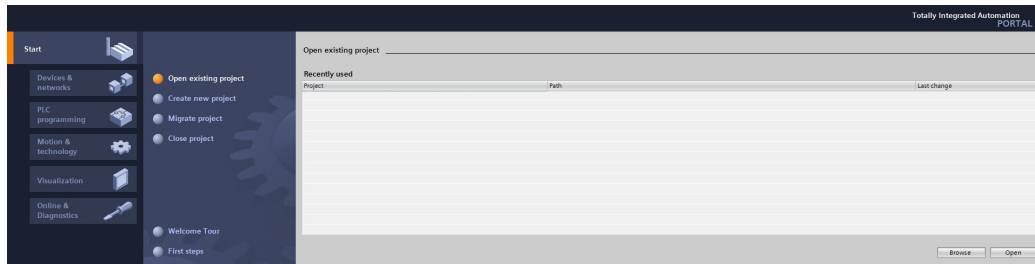 Totally Integrated Automation
PORTAL
Start
Devices &
networks
PLC
programming
Motion &
technology
Visualization
Online &
Diagnostics
Open existing project
Create new project
Migrate project
Close project
Welcome Tour
First steps
Open existing project
Recently used
Project Path Last change
Browse Open